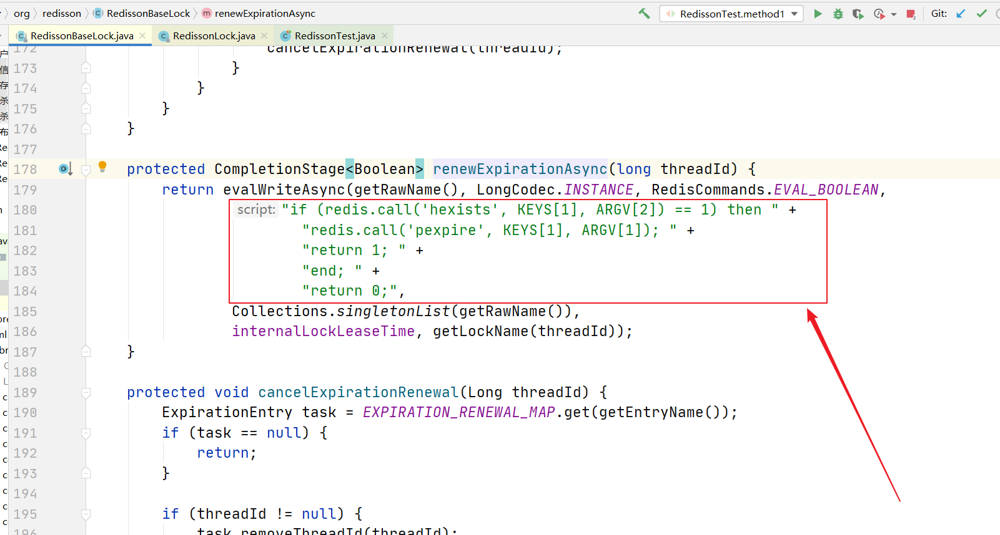 org redisson RedissonBaseLock renewExpirationAsync RedissonTest.method1 Git:
RedissonBaseLock.java RedissonLock.java RedissonTest.java
172 cancelExpirationRenewal(threadId);
173 }
174 }
175 }
176 }
177
178 protected CompletionStage<Boolean> renewExpirationAsync(long threadId) {
179 return evalWriteAsync(getRawName(), LongCodec.INSTANCE, RedisCommands.EVAL_BOOLEAN,
180 script: "if (redis.call('hexists', KEYS[1], ARGV[2]) == 1) then " +
181 "redis.call('pexpire', KEYS[1], ARGV[1]); " +
182 "return 1; " +
183 "end; " +
184 "return 0;",
185 Collections.singletonList(getRawName()),
186 internalLockLeaseTime, getLockName(threadId));
187 }
188
189 protected void cancelExpirationRenewal(Long threadId) {
190 ExpirationEntry task = EXPIRATION_RENEWAL_MAP.get(getEntryName());
191 if (task == null) {
192 return;
193 }
194
195 if (threadId != null) {
196 task.removeThreadId(threadId);